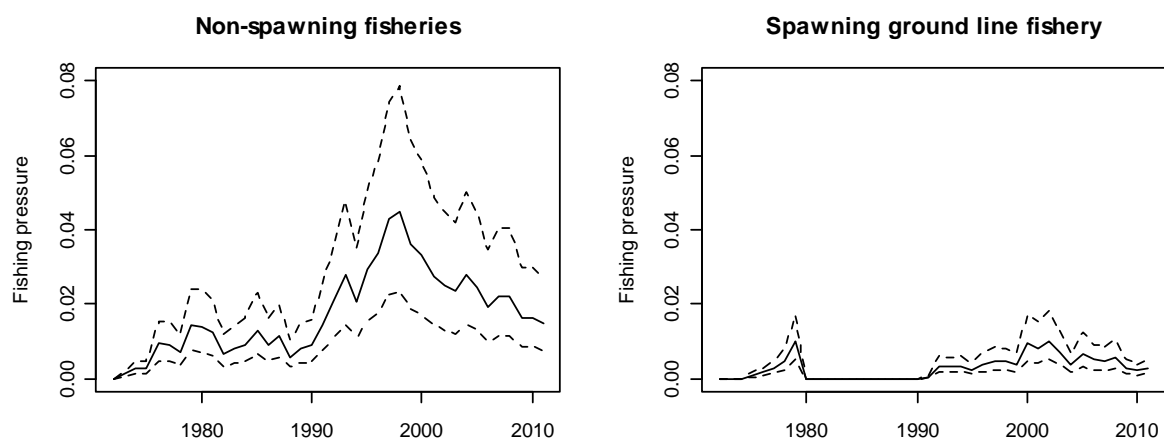 Non-spawning fisheries
Fishing pressure
0.08
0.06
0.04
0.02
0.00
1980 1990 2000 2010
Spawning ground line fishery
Fishing pressure
0.08
0.06
0.04
0.02
0.00
1980 1990 2000 2010